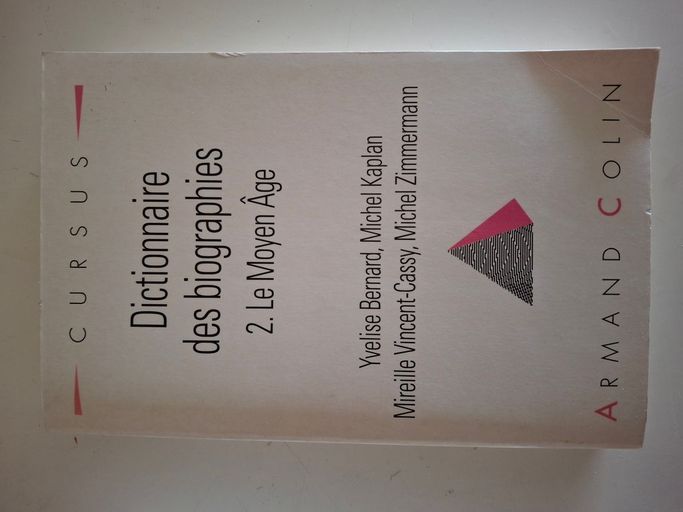 CURSUS
Dictionnaire
des biographies
2. Le Moyen Âge
Yvelise Bernard, Michel Kaplan
Mireille Vincent-Cassy, Michel Zimmermann
ARMAND COLIN